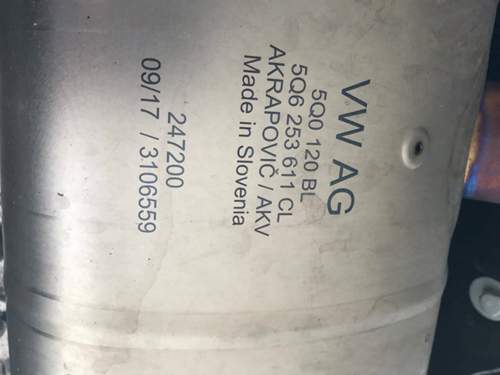 VW AG
5Q0 120 BL
5Q6 253 611 CL
AKRAPOVIČ / AKV
Made in Slovenia
247200
09/17 / 3106559